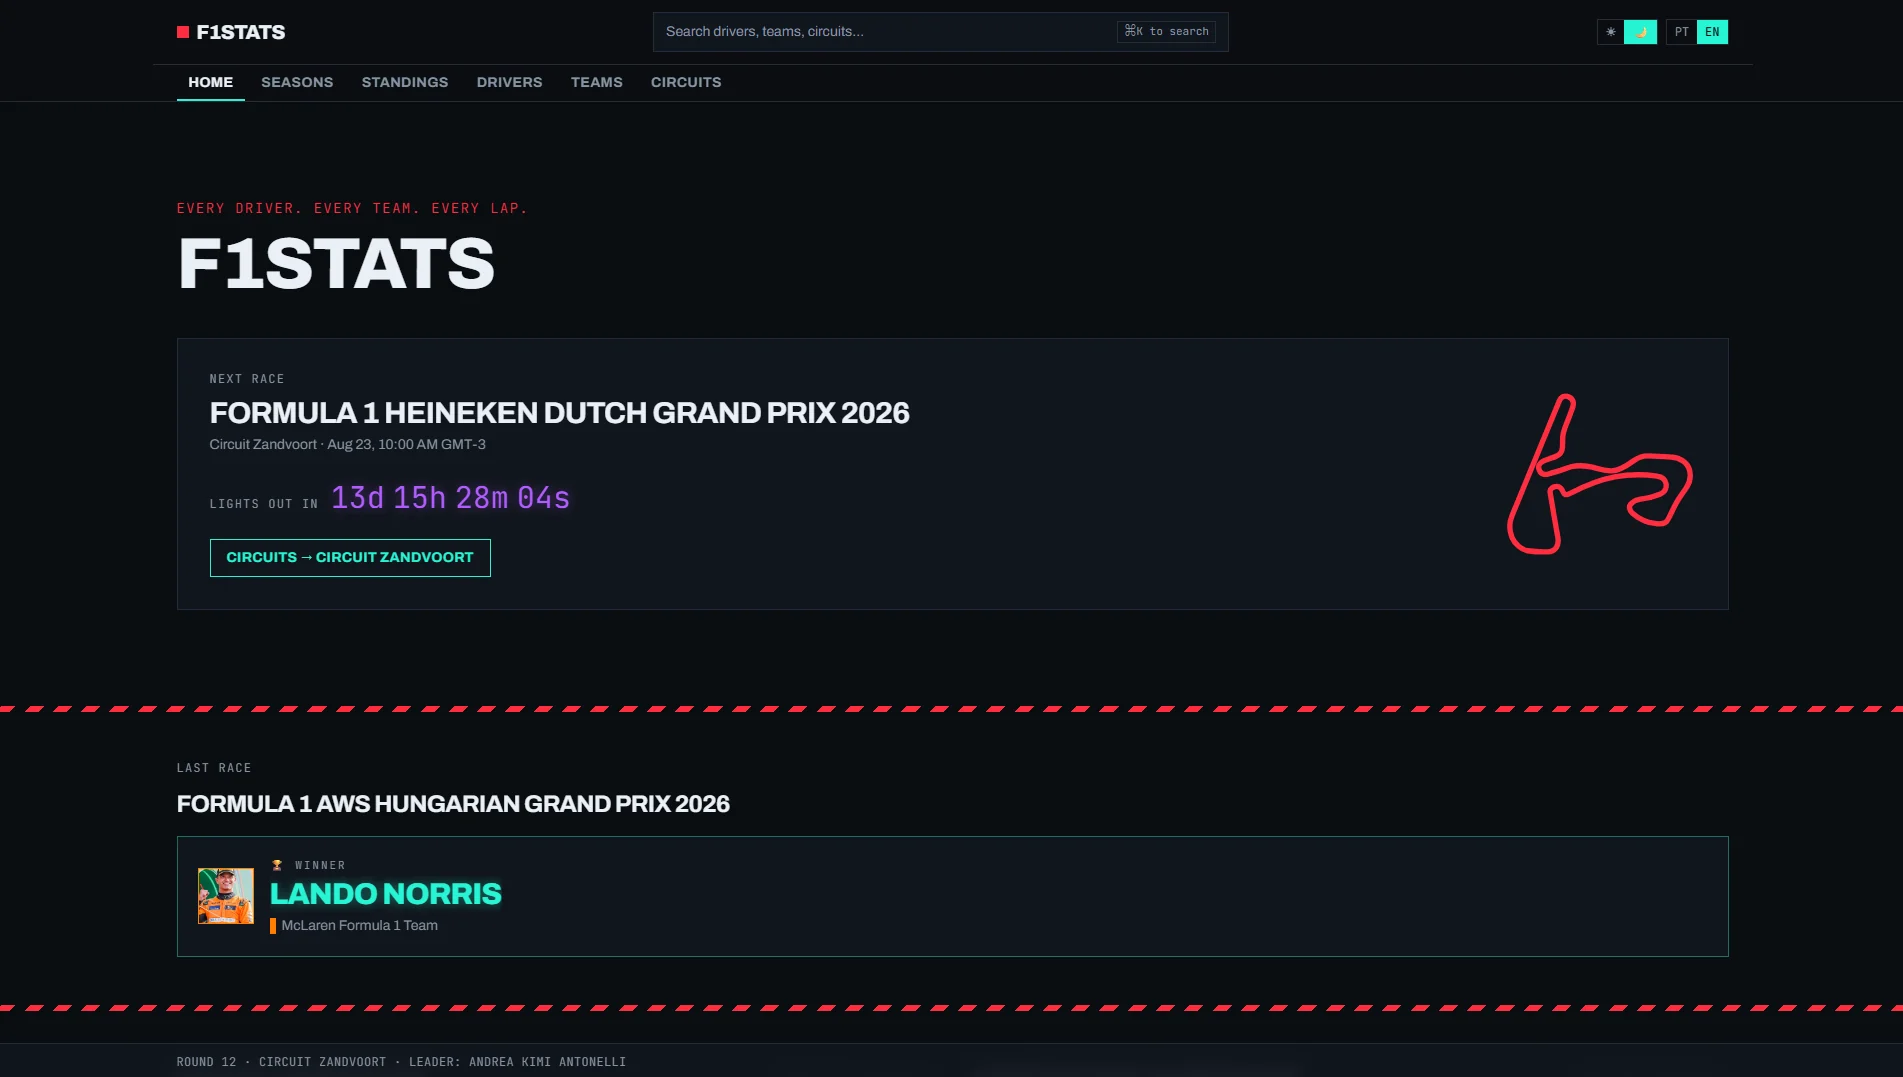 F1STATS
Search drivers, teams, circuits...
⌘K to search
PT
EN
HOME
SEASONS
STANDINGS
DRIVERS
TEAMS
CIRCUITS
EVERY DRIVER. EVERY TEAM. EVERY LAP.
F1STATS
NEXT RACE
FORMULA 1 HEINEKEN DUTCH GRAND PRIX 2026
Circuit Zandvoort · Aug 23, 10:00 AM GMT-3
LIGHTS OUT IN 13d 15h 28m 04s
CIRCUITS → CIRCUIT ZANDVOORT
LAST RACE
FORMULA 1 AWS HUNGARIAN GRAND PRIX 2026
🏆 WINNER
LANDO NORRIS
McLaren Formula 1 Team
ROUND 12 · CIRCUIT ZANDVOORT · LEADER: ANDREA KIMI ANTONELLI